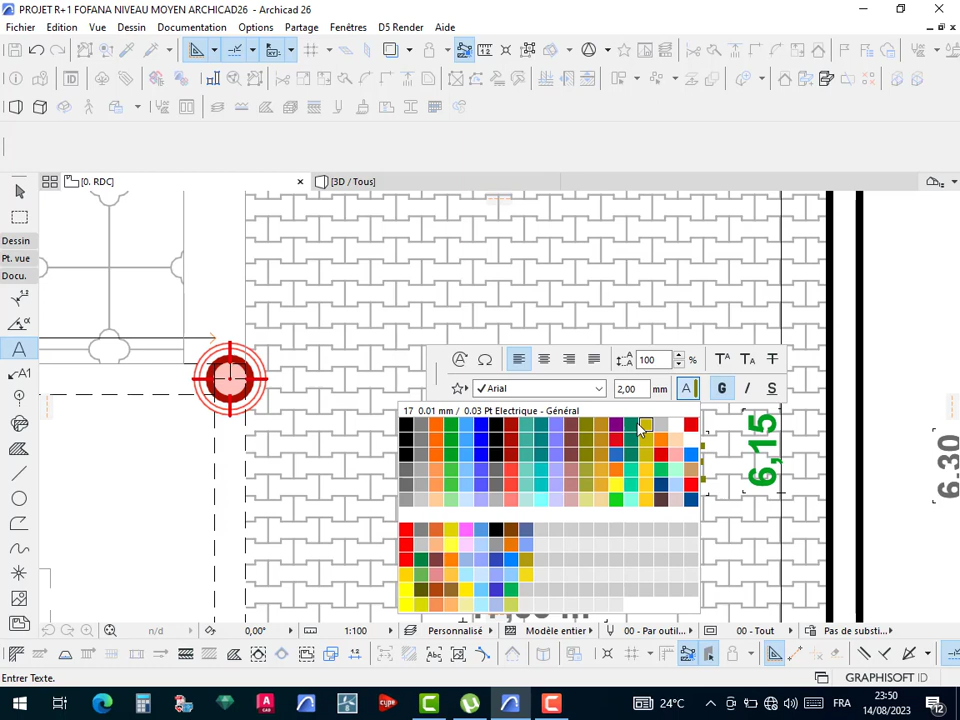 PROJET R+1 FOFANA NIVEAU MOYEN ARCHICAD26 - Archicad 26
Fichier Edition Vue Dessin Documentation Options Partage Fenêtres D5 Render Aide
[0. RDC] [3D / Tous]
Dessin
Pt. vue
Docu.
100 %
Arial 2,00 mm A G I S
17 0.01 mm / 0.03 Pt Electrique - Général
6,15
6.30
n/d 0,00° 1:100 Personnalisé Modèle entier 00 - Par outil... 00 - Tout Pas de substi...
Entrer Texte. GRAPHISOFT ID
24°C FRA 23:50
14/08/2023
12